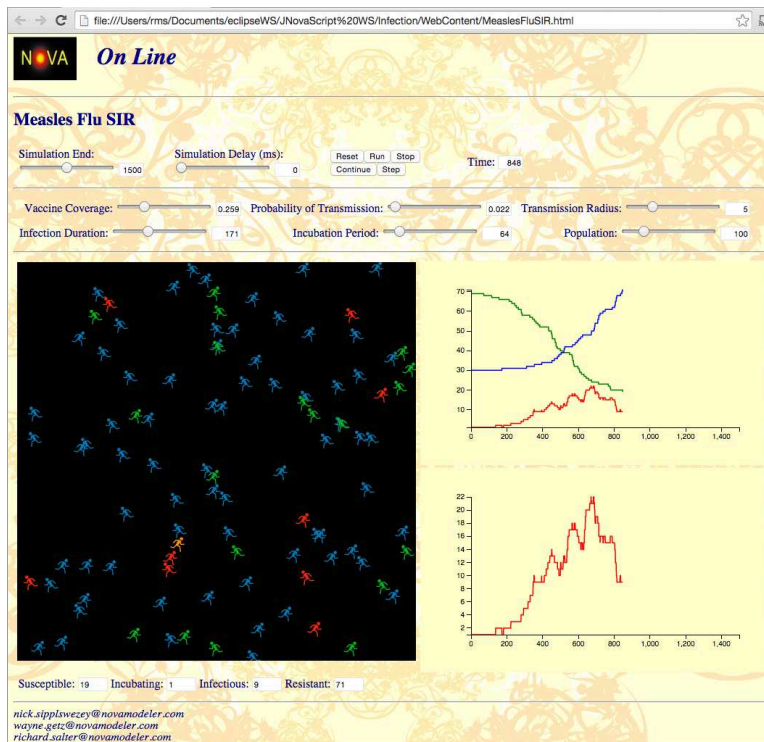 file:///Users/rms/Documents/eclipseWS/JNovaScript%20WS/Infection/WebContent/MeaslesFluSIR.html
NOVA On Line
Measles Flu SIR
Simulation End: 1500 Simulation Delay (ms): 0 Reset Run Stop Continue Step Time: 848
Vaccine Coverage: 0.259 Probability of Transmission: 0.022 Transmission Radius: 5
Infection Duration: 171 Incubation Period: 64 Population: 100
70
60
50
40
30
20
10
0 200 400 600 800 1,000 1,200 1,400
22
20
18
16
14
12
10
8
6
4
2
0 200 400 600 800 1,000 1,200 1,400
Susceptible: 19 Incubating: 1 Infectious: 9 Resistant: 71
nick.sipplswezey@novamodeler.com
wayne.getz@novamodeler.com
richard.salter@novamodeler.com